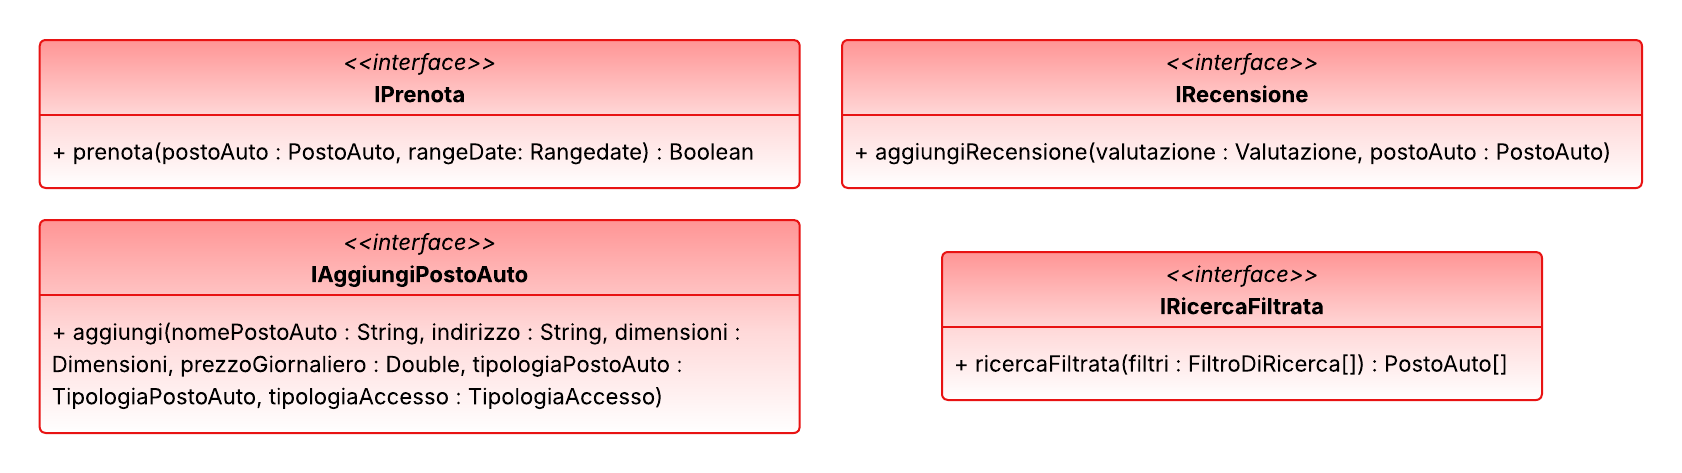 <<interface>>
IPrenota
+ prenota(postoAuto : PostoAuto, rangeDate: Rangedate) : Boolean
<<interface>>
IRecensione
+ aggiungiRecensione(valutazione : Valutazione, postoAuto : PostoAuto)
<<interface>>
IAggiungiPostoAuto
+ aggiungi(nomePostoAuto : String, indirizzo : String, dimensioni :
Dimensioni, prezzoGiornaliero : Double, tipologiaPostoAuto :
TipologiaPostoAuto, tipologiaAccesso : TipologiaAccesso)
<<interface>>
IRicercaFiltrata
+ ricercaFiltrata(filtri : FiltroDiRicerca[]) : PostoAuto[]